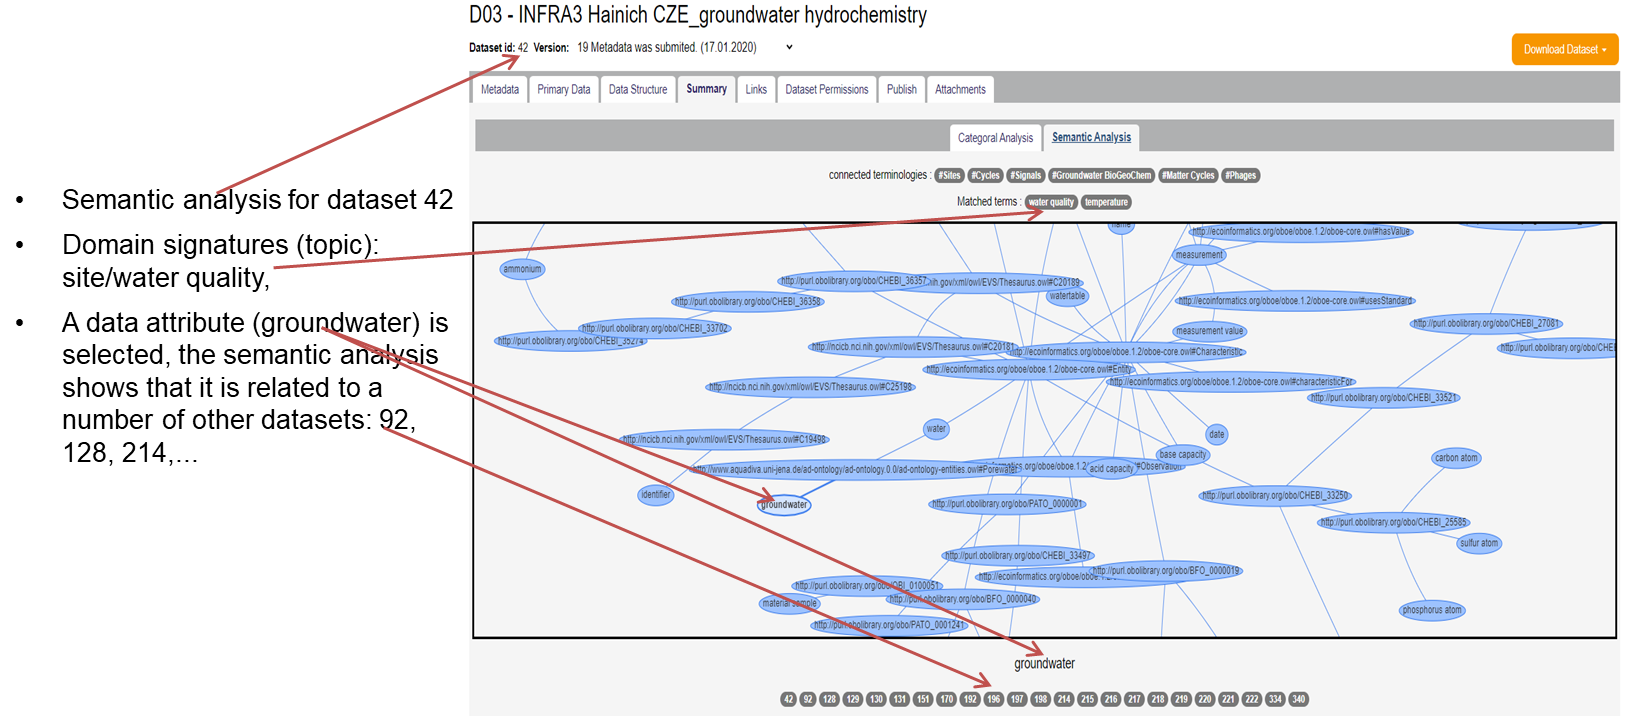 D03 - INFRA3 Hainich CZE_groundwater hydrochemistry
Dataset id: 42 Version: 19 Metadata was submited. (17.01.2020)
Download Dataset
Metadata
Primary Data
Data Structure
Summary
Links
Dataset Permissions
Publish
Attachments
Categoral Analysis
Semantic Analysis
connected terminologies : #Sites #Cycles #Signals #Groundwater BioGeoChem #Matter Cycles #Phages
Matched terms : water quality temperature
• Semantic analysis for dataset 42
• Domain signatures (topic):
site/water quality,
• A data attribute (groundwater) is
selected, the semantic analysis
shows that it is related to a
number of other datasets: 92,
128, 214,...
name
http://ecoinformatics.org/oboe/oboe.1.2/oboe-core.owl#hasValue
measurement
ammonium
http://purl.obolibrary.org/obo/CHEBI_36357
.nih.gov/xml/owl/EVS/Thesaurus.owl#C20189
watertable
http://purl.obolibrary.org/obo/CHEBI_36358
http://ecoinformatics.org/oboe/oboe.1.2/oboe-core.owl#usesStandard
http://purl.obolibrary.org/obo/CHEBI_33702
http://purl.obolibrary.org/obo/CHEBI_35274
measurement value
http://purl.obolibrary.org/obo/CHEBI_27081
http://purl.obolibrary.org/obo/CHE
http://ncicb.nci.nih.gov/xml/owl/EVS/Thesaurus.owl#C20181
http://ecoinformatics.org/oboe/oboe.1.2/oboe-core.owl#Characteristic
http://ecoinformatics.org/oboe/oboe.1.2/oboe-core.owl#Entity
http://ecoinformatics.org/oboe/oboe.1.2/oboe-core.owl#characteristicFor
http://ncicb.nci.nih.gov/xml/owl/EVS/Thesaurus.owl#C25198
http://purl.obolibrary.org/obo/CHEBI_33521
water
date
http://ncicb.nci.nih.gov/xml/owl/EVS/Thesaurus.owl#C19498
base capacity
carbon atom
http://www.aquadiva.uni-jena.de/ad-ontology/ad-ontology.0.0/ad-ontology-entities.owl#Porewater
acid capacity
#Observation
identifier
groundwater
http://purl.obolibrary.org/obo/PATO_0000001
http://purl.obolibrary.org/obo/CHEBI_33250
http://purl.obolibrary.org/obo/CHEBI_25585
sulfur atom
http://purl.obolibrary.org/obo/CHEBI_33497
http://ecoinformatics.org/oboe/oboe.1.2/
http://purl.obolibrary.org/obo/BFO_0000019
http://purl.obolibrary.org/obo/OBI_0100051
material sample
http://purl.obolibrary.org/obo/BFO_0000040
phosphorus atom
http://purl.obolibrary.org/obo/PATO_0001241
groundwater
42 92 128 129 130 131 151 170 192 196 197 198 214 215 216 217 218 219 220 221 222 334 340